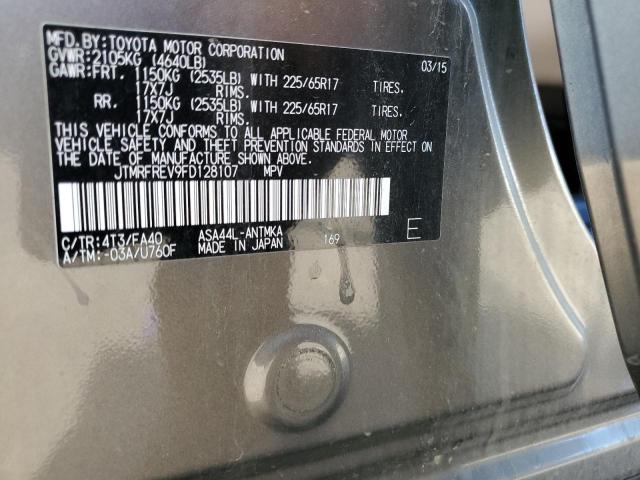 MFD.BY:TOYOTA MOTOR CORPORATION 03/15
GVWR:2105KG (4640LB)
GAWR:FRT. 1150KG (2535LB) WITH 225/65R17 TIRES.
17X7J RIMS.
RR. 1150KG (2535LB) WITH 225/65R17 TIRES.
17X7J RIMS.
THIS VEHICLE CONFORMS TO ALL APPLICABLE FEDERAL MOTOR
VEHICLE SAFETY AND THEFT PREVENTION STANDARDS IN EFFECT ON
THE DATE OF MANUFACTURE SHOWN ABOVE.
JTMRFREV9FD128107 MPV
C/TR:4T3/FA40 ASA44L-ANTMKA
A/TM:-03A/U760F MADE IN JAPAN 169 E